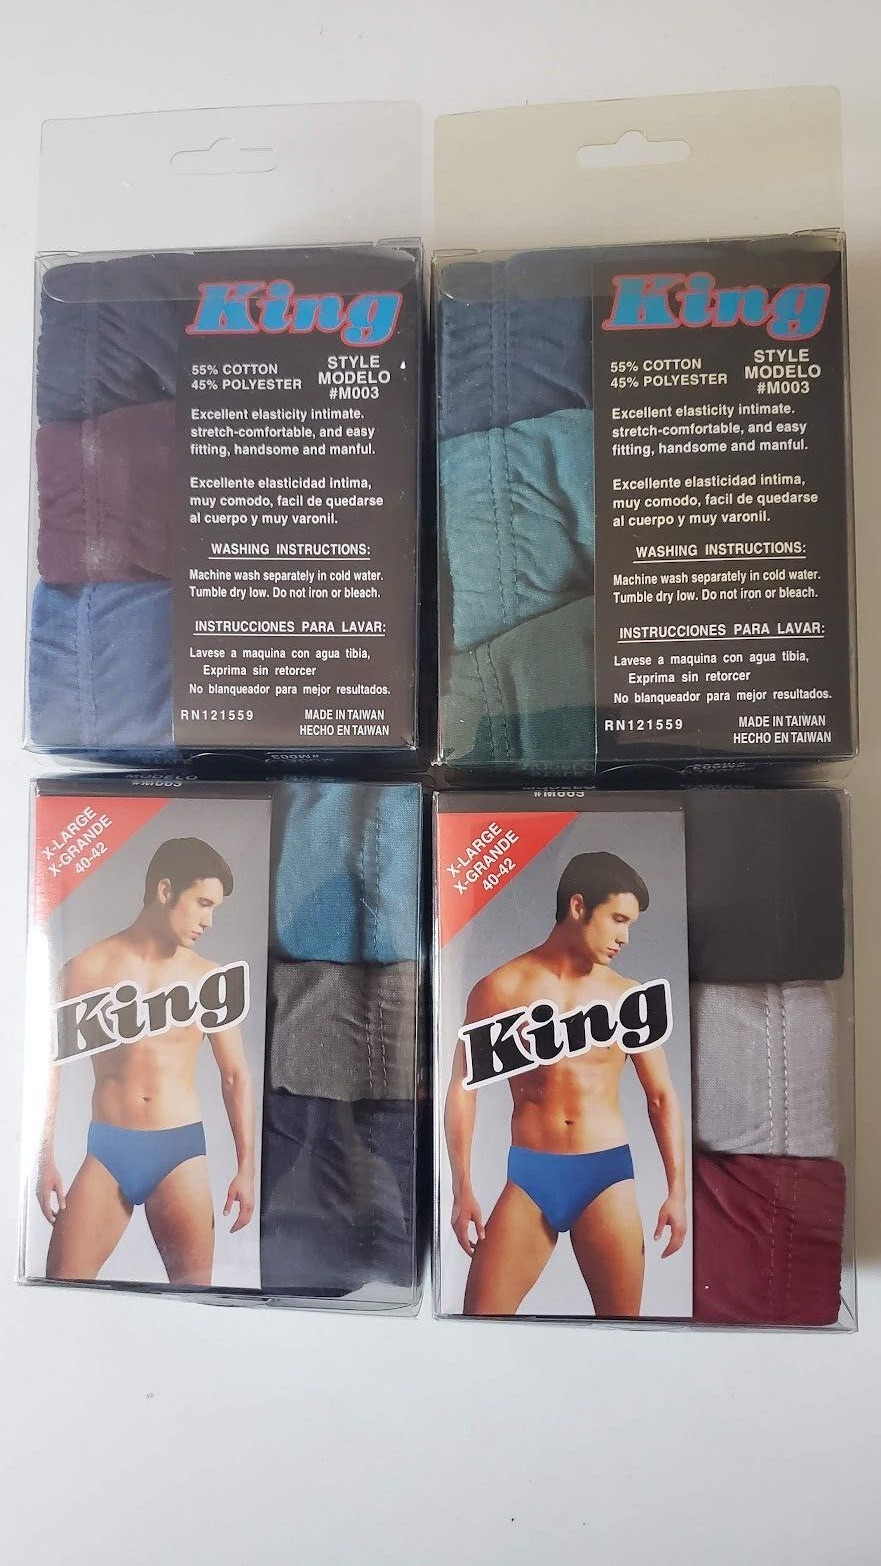 King
55% COTTON
45% POLYESTER
STYLE
MODELO
#M003
Excellent elasticity intimate.
stretch-comfortable, and easy
fitting, handsome and manful.
Excellente elasticidad intima,
muy comodo, facil de quedarse
al cuerpo y muy varonil.
WASHING INSTRUCTIONS:
Machine wash separately in cold water.
Tumble dry low. Do not iron or bleach.
INSTRUCCIONES PARA LAVAR:
Lavese a maquina con agua tibia,
Exprima sin retorcer
No blanqueador para mejor resultados.
RN121559
MADE IN TAIWAN
HECHO EN TAIWAN
King
55% COTTON
45% POLYESTER
STYLE
MODELO
#M003
Excellent elasticity intimate.
stretch-comfortable, and easy
fitting, handsome and manful.
Excellente elasticidad intima,
muy comodo, facil de quedarse
al cuerpo y muy varonil.
WASHING INSTRUCTIONS:
Machine wash separately in cold water.
Tumble dry low. Do not iron or bleach.
INSTRUCCIONES PARA LAVAR:
Lavese a maquina con agua tibia,
Exprima sin retorcer
No blanqueador para mejor resultados.
RN121559
MADE IN TAIWAN
HECHO EN TAIWAN
#M003
MODELO
#M003
X-LARGE
X-GRANDE
40-42
King
MODELO
#M003
X-LARGE
X-GRANDE
40-42
King